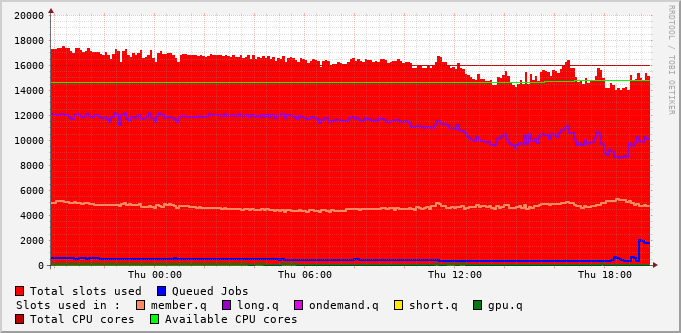 20000
18000
16000
14000
12000
10000
8000
6000
4000
2000
0
Thu 00:00 Thu 06:00 Thu 12:00 Thu 18:00
RRDTOOL / TOBI OETIKER
Total slots used Queued Jobs
Slots used in : member.q long.q ondemand.q short.q gpu.q
Total CPU cores Available CPU cores